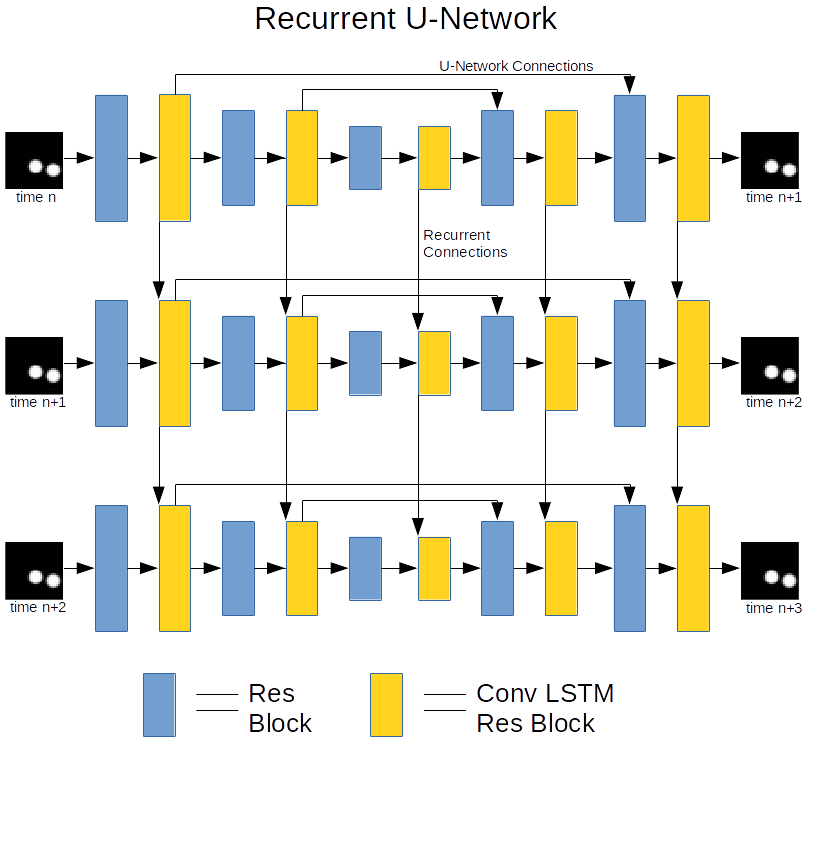 Recurrent U-Network
U-Network Connections
time n
time n+1
Recurrent
Connections
time n+1
time n+2
time n+2
time n+3
Res
Block
Conv LSTM
Res Block